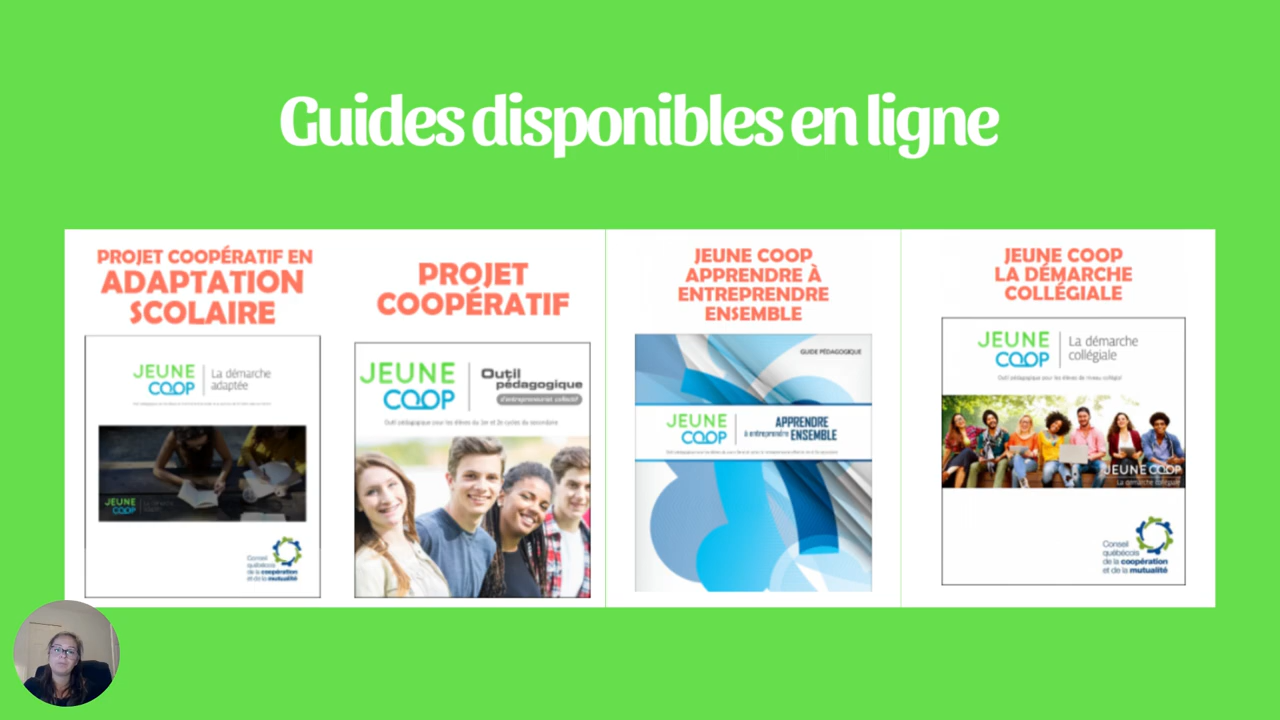 Guides disponibles en ligne
PROJET COOPÉRATIF EN
ADAPTATION
SCOLAIRE
JEUNE
COOP
La démarche
adaptée
JEUNE
COOP
Conseil
québécois
de la coopération
et de la mutualité
PROJET
COOPÉRATIF
JEUNE
COOP
Outil
pédagogique
d'entrepreneuriat collectif
Outil pédagogique pour les élèves du 1er et 2e cycles du secondaire
JEUNE COOP
APPRENDRE À
ENTREPRENDRE
ENSEMBLE
GUIDE PÉDAGOGIQUE
JEUNE
COOP
APPRENDRE
à entreprendre ENSEMBLE
JEUNE COOP
LA DÉMARCHE
COLLÉGIALE
JEUNE
COOP
La démarche
collégiale
Outil pédagogique pour les élèves de niveau collégial
JEUNE COOP
La démarche collégiale
Conseil
québécois
de la coopération
et de la mutualité